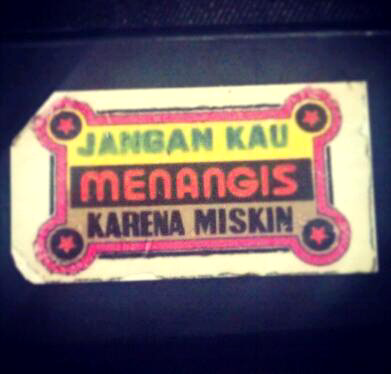 JANGAN KAU
MENANGIS
KARENA MISKIN